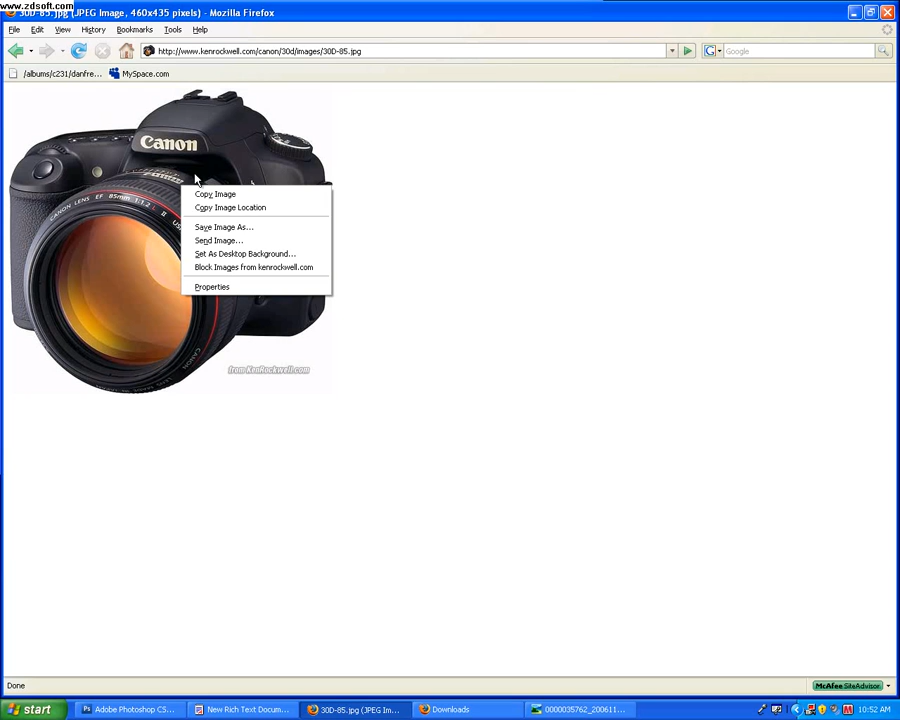 www.zdsoft.com
30D-85.jpg (JPEG Image, 460x435 pixels) - Mozilla Firefox
File Edit View History Bookmarks Tools Help
http://www.kenrockwell.com/canon/30d/images/30D-85.jpg
G Google
/albums/c231/danfre... MySpace.com
Canon
CANON LENS EF 85mm 1:1.2 L II US
Copy Image
Copy Image Location
Save Image As...
Send Image...
Set As Desktop Background...
Block Images from kenrockwell.com
Properties
from KenRockwell.com
Done
McAfee SiteAdvisor
start
Ps Adobe Photoshop CS...
New Rich Text Docum...
30D-85.jpg (JPEG Im...
Downloads
0000035762_200611...
10:52 AM